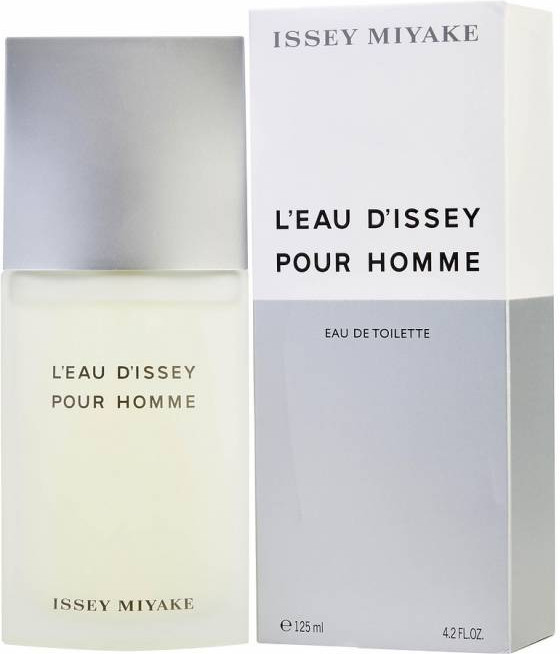 L'EAU D'ISSEY
POUR HOMME
ISSEY MIYAKE
ISSEY MIYAKE
L'EAU D'ISSEY
POUR HOMME
EAU DE TOILETTE
℮ 125 ml
4.2 FL.OZ.